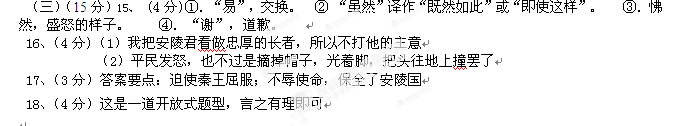 （三）（15分）15、（4分）①.“易”，交换。 ② “虽然”译作“既然如此”或“即使这样”。 ③.怫
然，盛怒的样子。 ④.“谢”，道歉。
16、（4分）（1）我把安陵君看做忠厚的长者，所以不打他的主意
（2）平民发怒，也不过是摘掉帽子，光着脚，把头往地上撞罢了
17、（3分）答案要点：迫使秦王屈服；不辱使命，保全了安陵国
18、（4分）这是一道开放式题型，言之有理即可